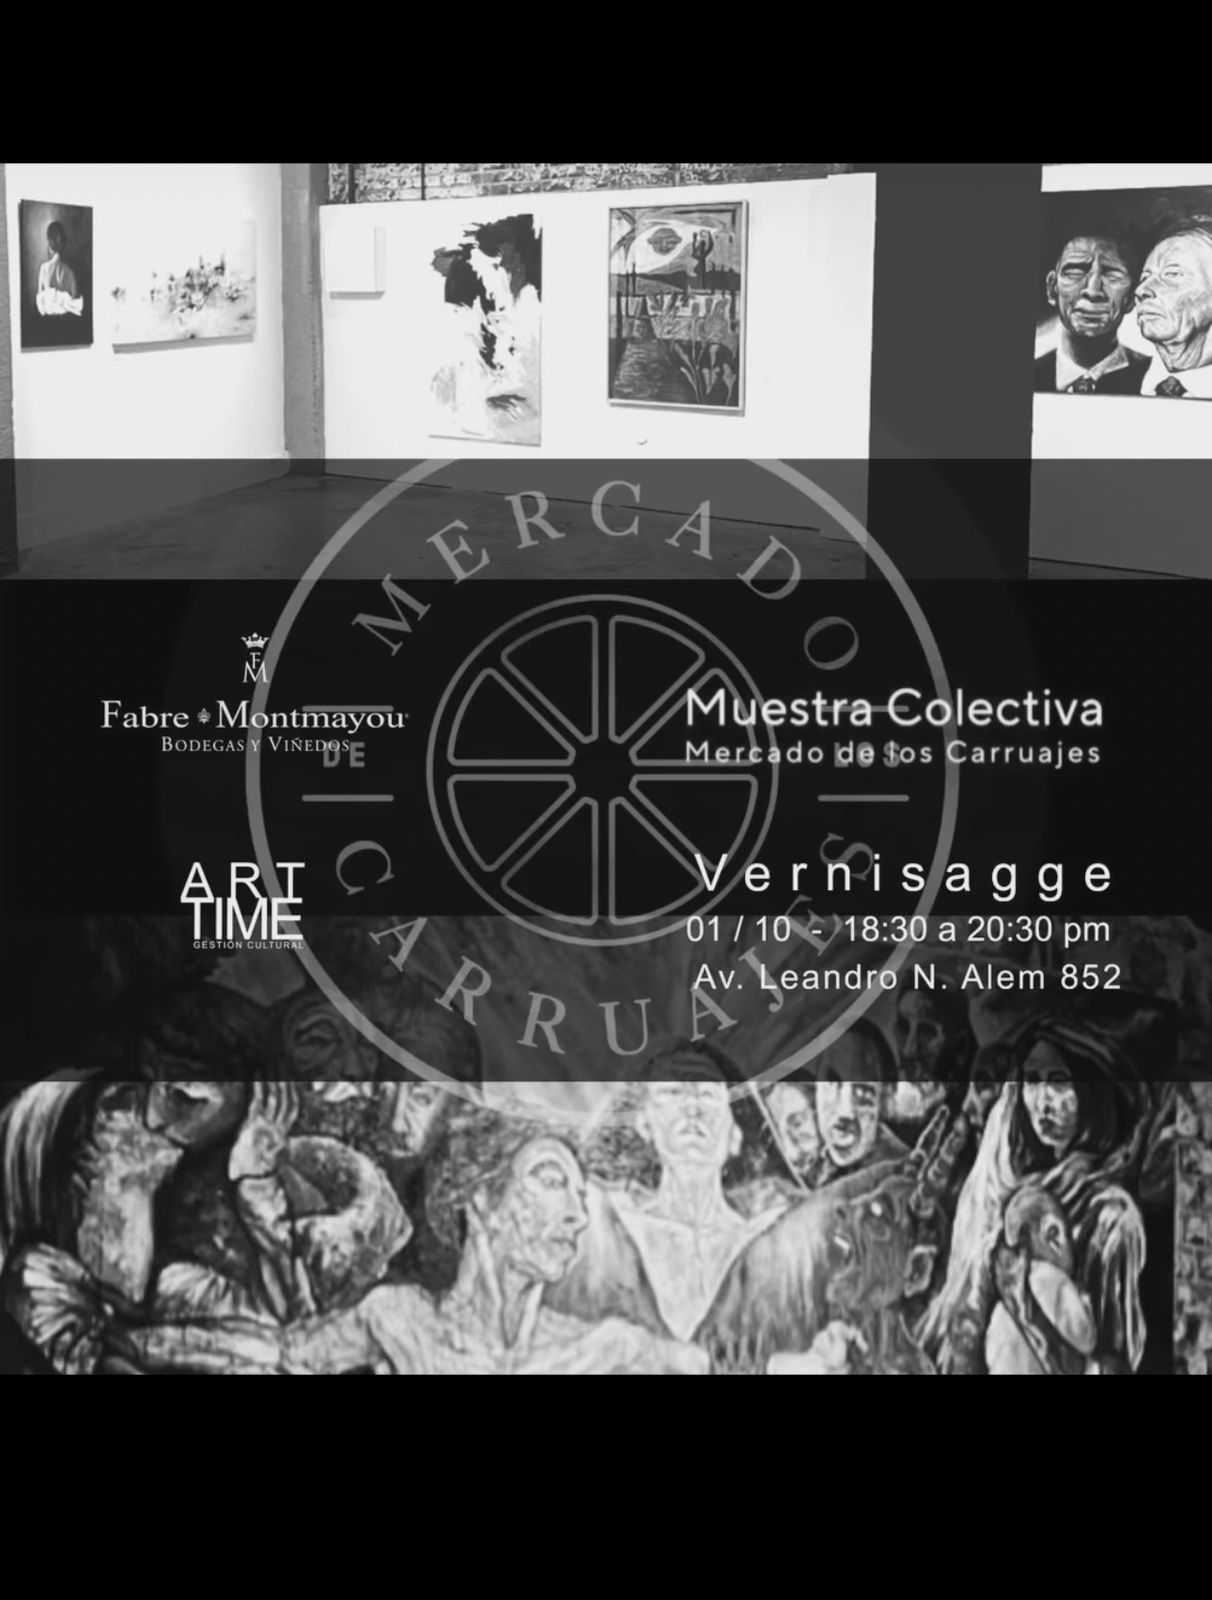 MERCADO
DE LOS
CARRUAJES
FM
Fabre Montmayou
BODEGAS Y VIÑEDOS
Muestra Colectiva
Mercado de los Carruajes
ART
TIME
GESTIÓN CULTURAL
Vernisagge
01 / 10 - 18:30 a 20:30 pm
Av. Leandro N. Alem 852